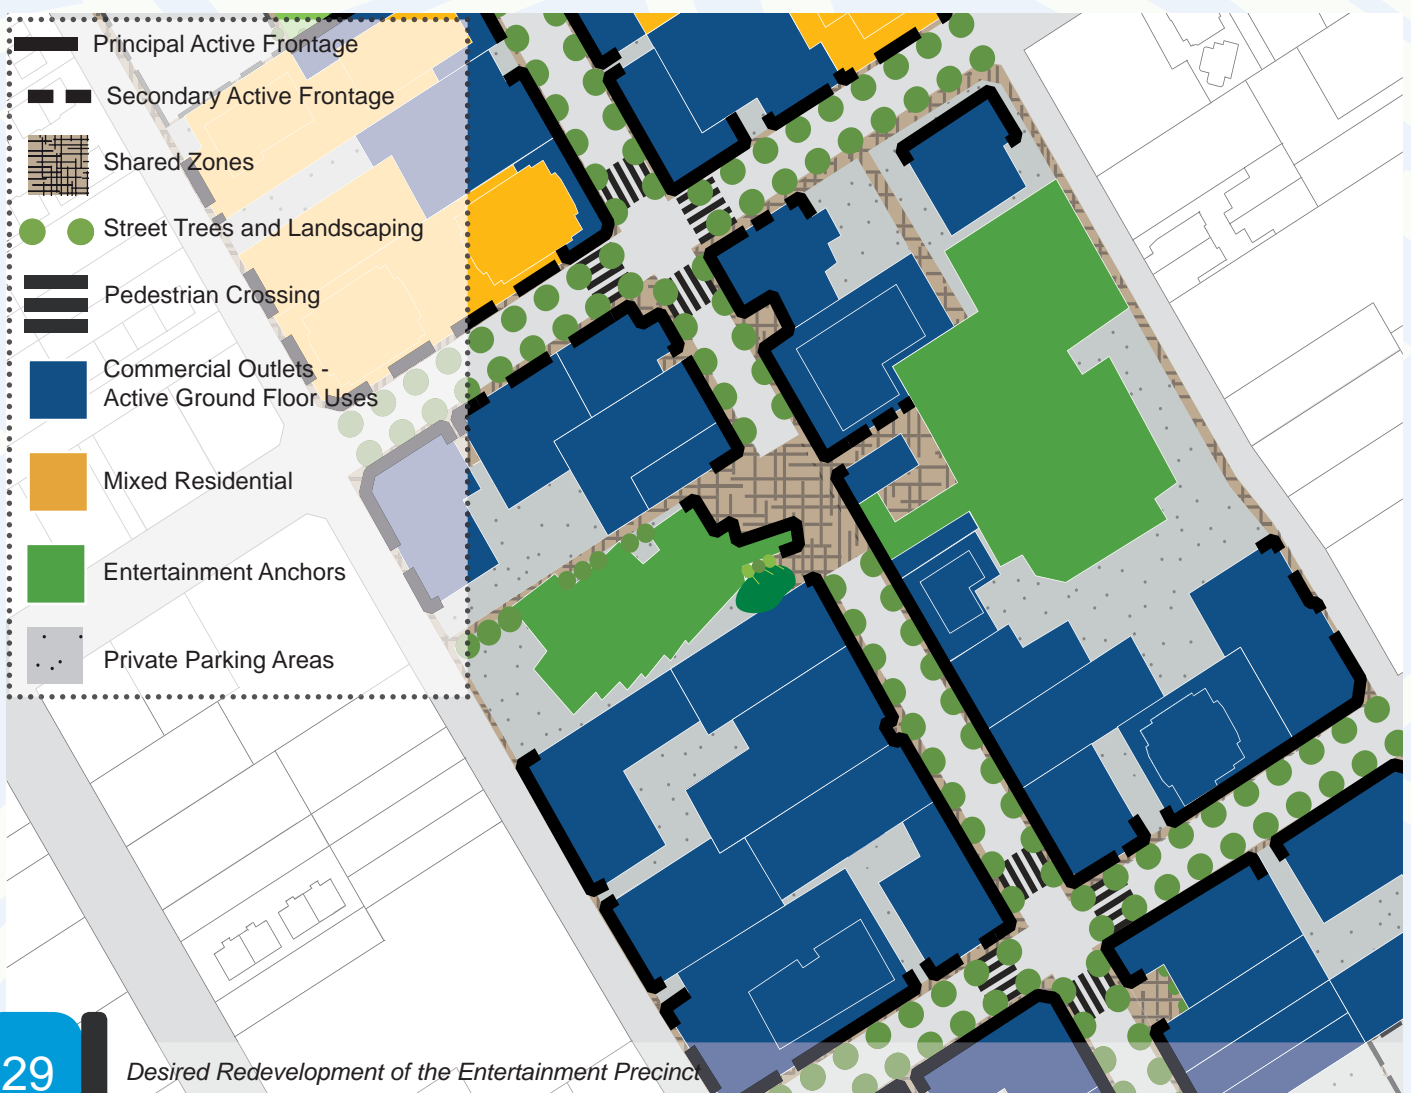 Principal Active Frontage
Secondary Active Frontage
Shared Zones
Street Trees and Landscaping
Pedestrian Crossing
Commercial Outlets -
Active Ground Floor Uses
Mixed Residential
Entertainment Anchors
Private Parking Areas
29
Desired Redevelopment of the Entertainment Precinct